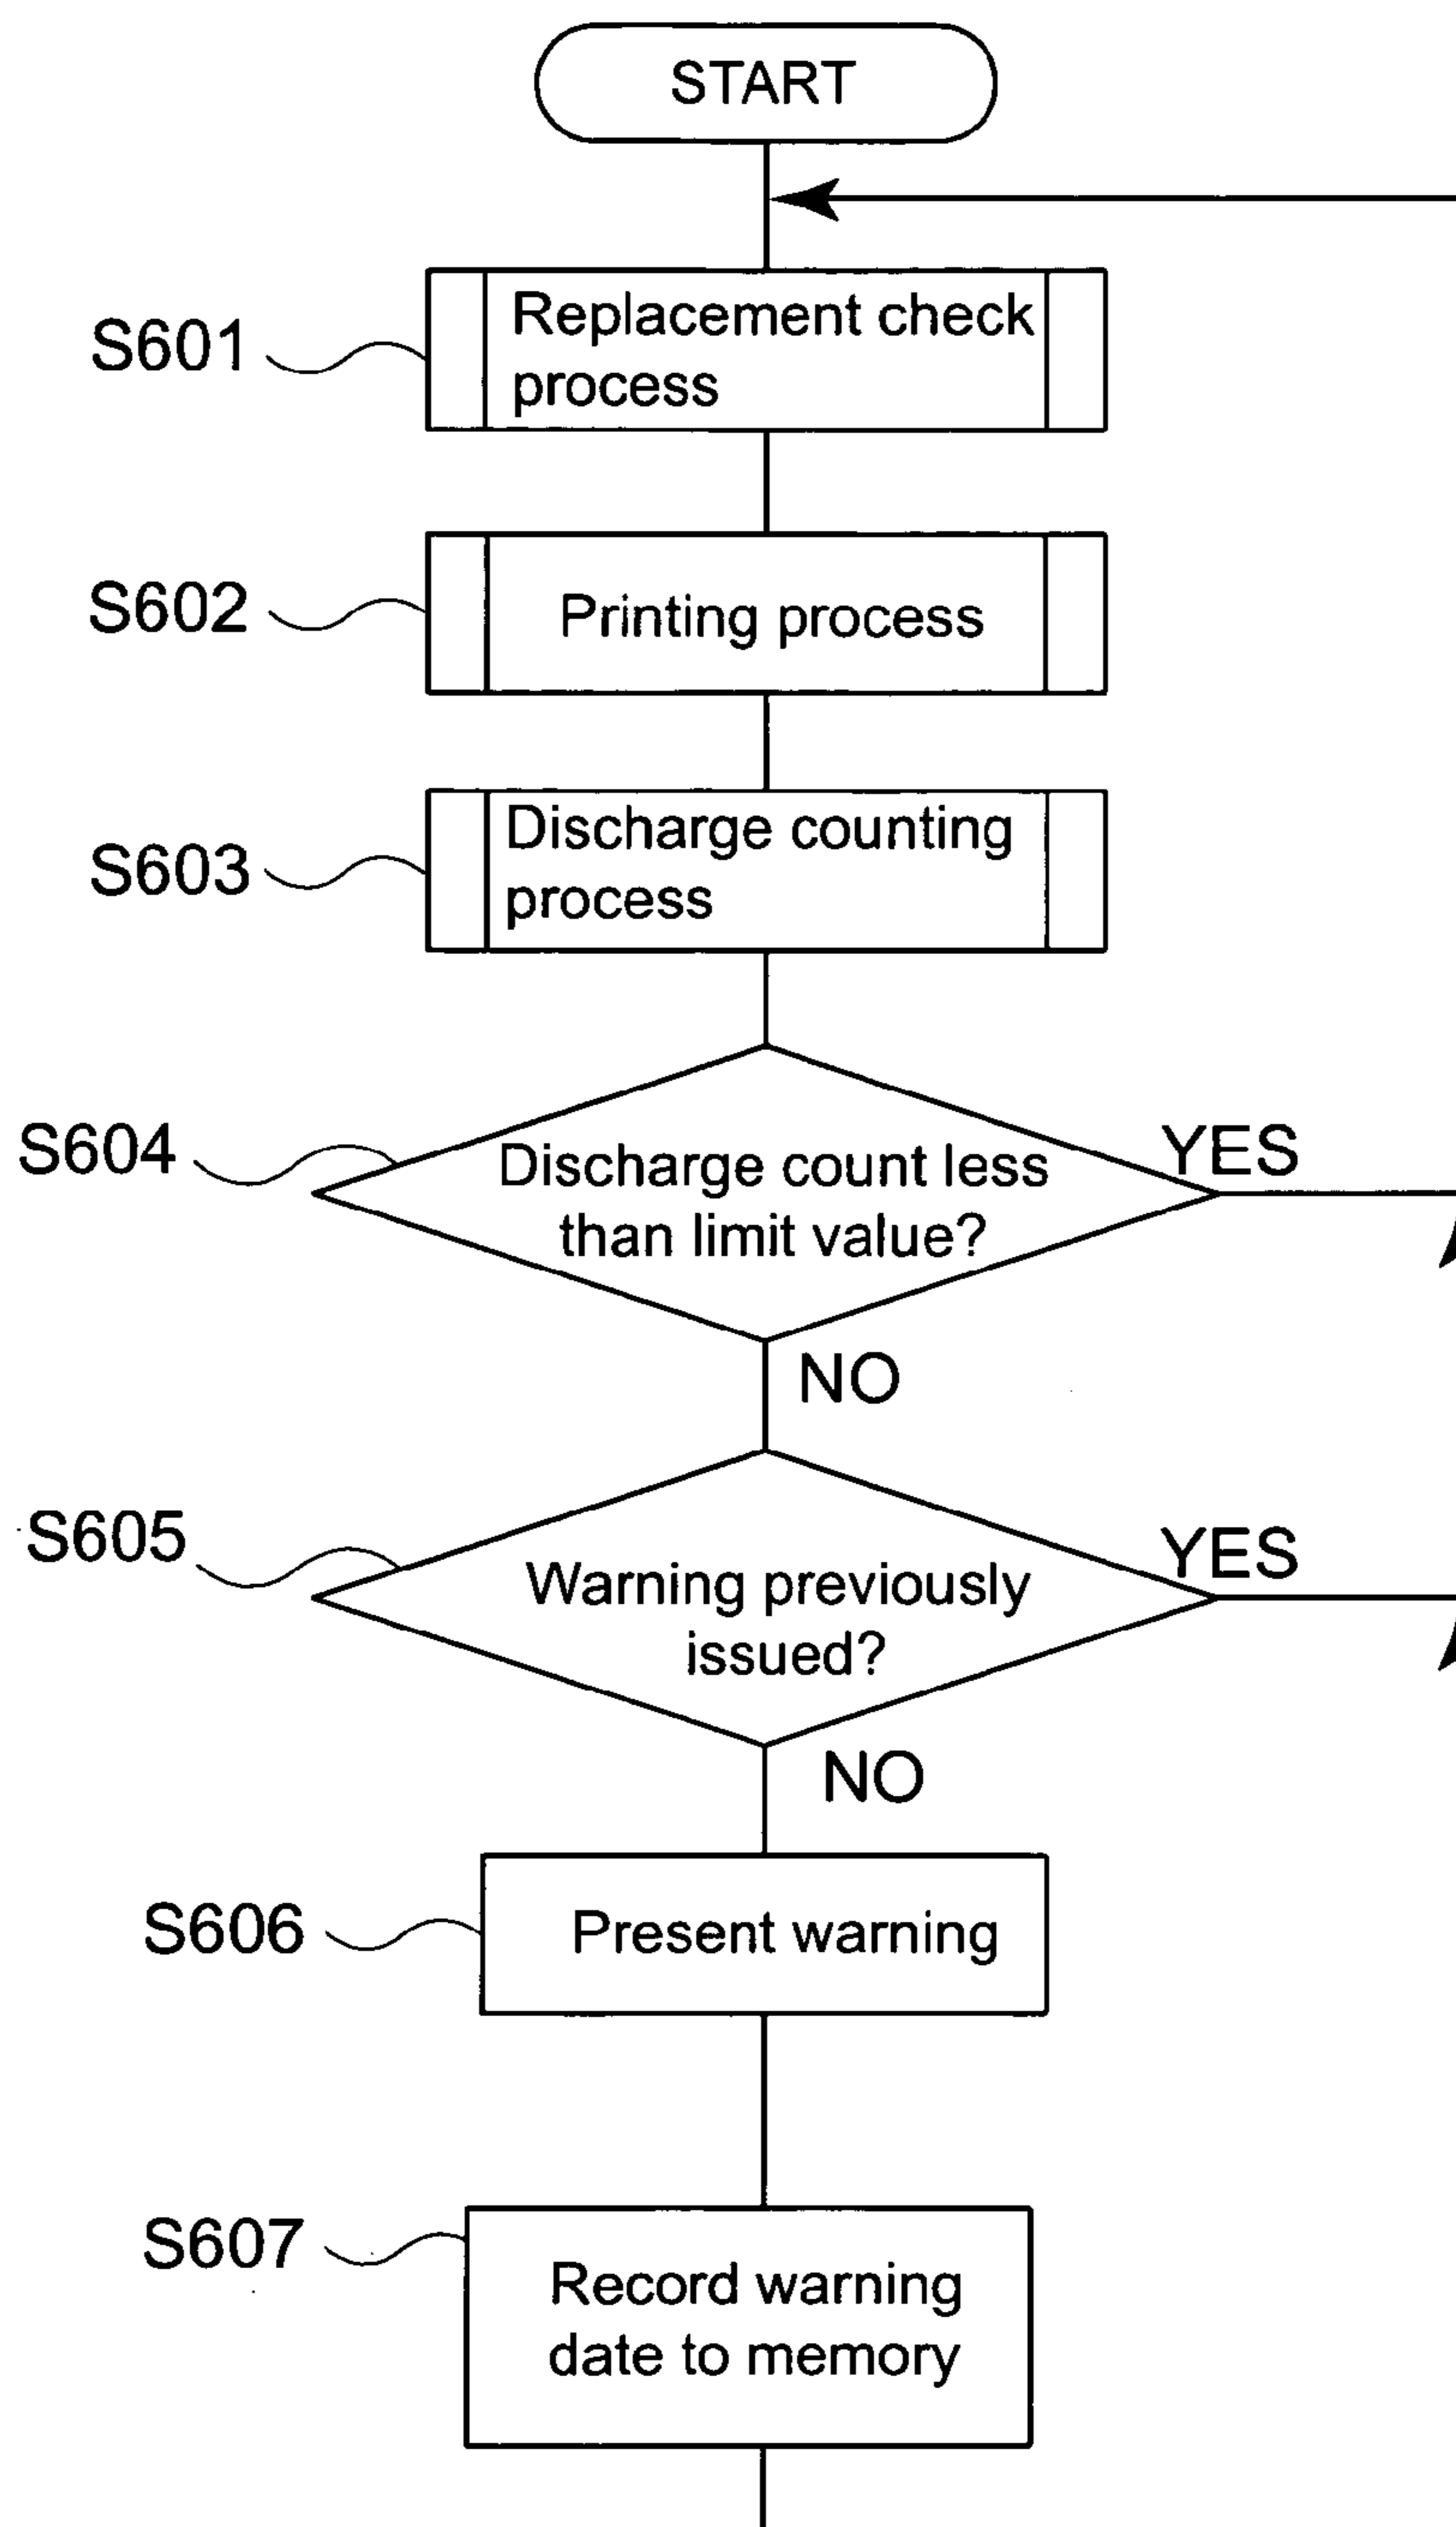 START
S601
Replacement check
process
S602
Printing process
S603
Discharge counting
process
S604
Discharge count less
than limit value?
YES
NO
S605
Warning previously
issued?
YES
NO
S606
Present warning
S607
Record warning
date to memory